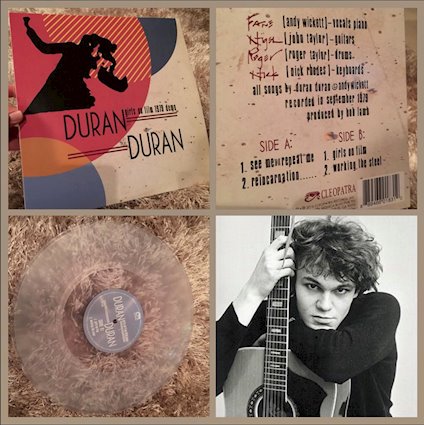 girls on film 1979 demo
DURAN
DURAN
Fane [andy wickett]-vocals piano
Nigel [john taylor]-guitars
Roger [roger taylor]-drums
Nick [nick rhodes]-keyboards
all songs by duran duran @andy wickett
recorded in september 1979
produced by bob lamb
SIDE A:
1. see me repeat me
2. reincarnation......
SIDE B:
1. girls on film
2. working the steel
CLEOPATRA
DURAN
DURAN